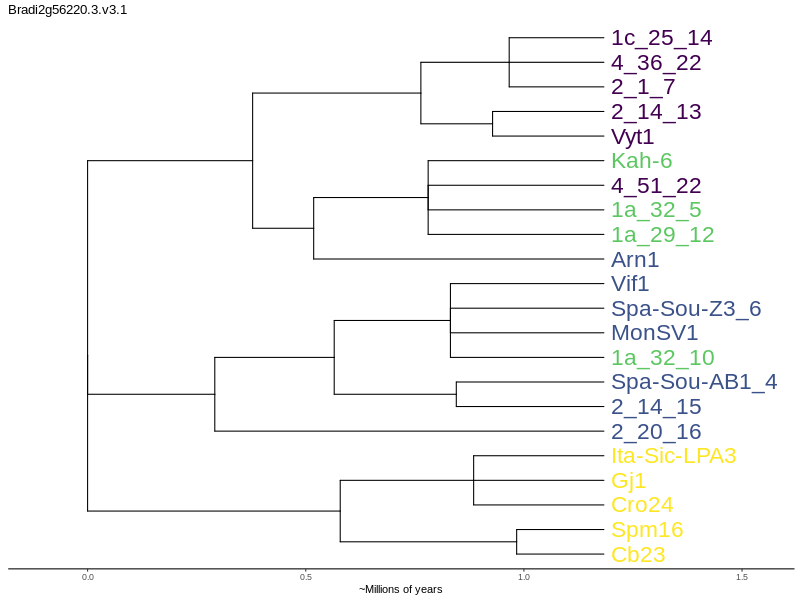 Bradi2g56220.3.v3.1
1c_25_14
4_36_22
2_1_7
2_14_13
Vyt1
Kah-6
4_51_22
1a_32_5
1a_29_12
Arn1
Vif1
Spa-Sou-Z3_6
MonSV1
1a_32_10
Spa-Sou-AB1_4
2_14_15
2_20_16
Ita-Sic-LPA3
Gj1
Cro24
Spm16
Cb23
0.0 0.5 1.0 1.5
~Millions of years